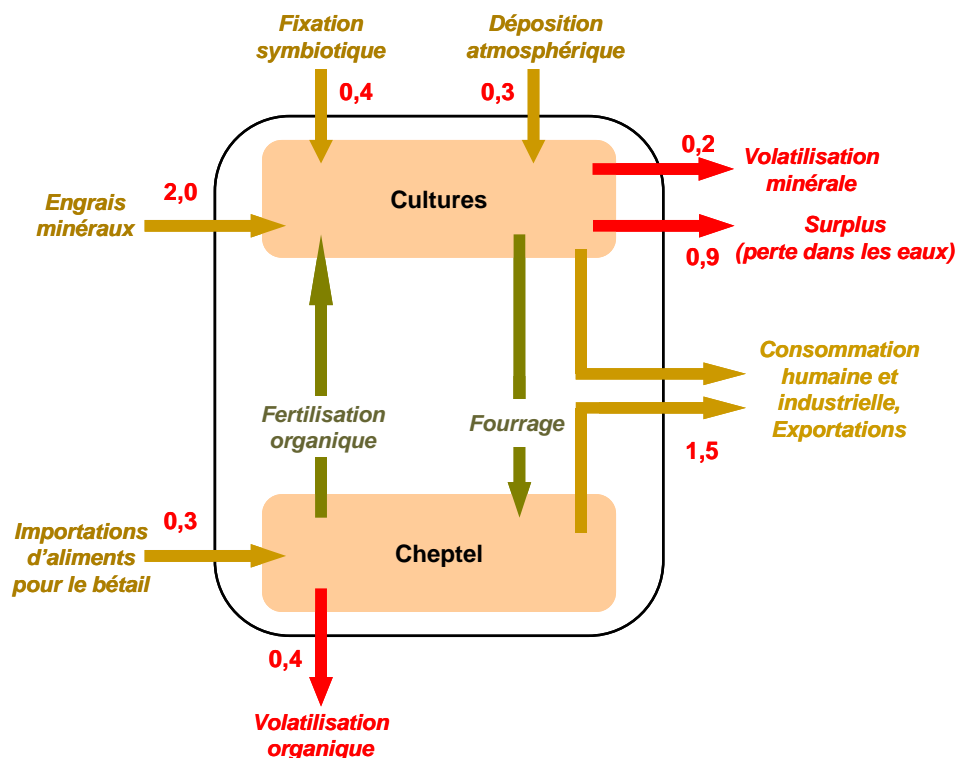 Fixation
symbiotique
Déposition
atmosphérique
0,4
0,3
0,2
Volatilisation
minérale
Engrais
minéraux
2,0
Cultures
Surplus
(perte dans les eaux)
0,9
Consommation
humaine et
industrielle,
Exportations
Fertilisation
organique
Fourrage
1,5
Importations
d'aliments
pour le bétail
0,3
Cheptel
0,4
Volatilisation
organique